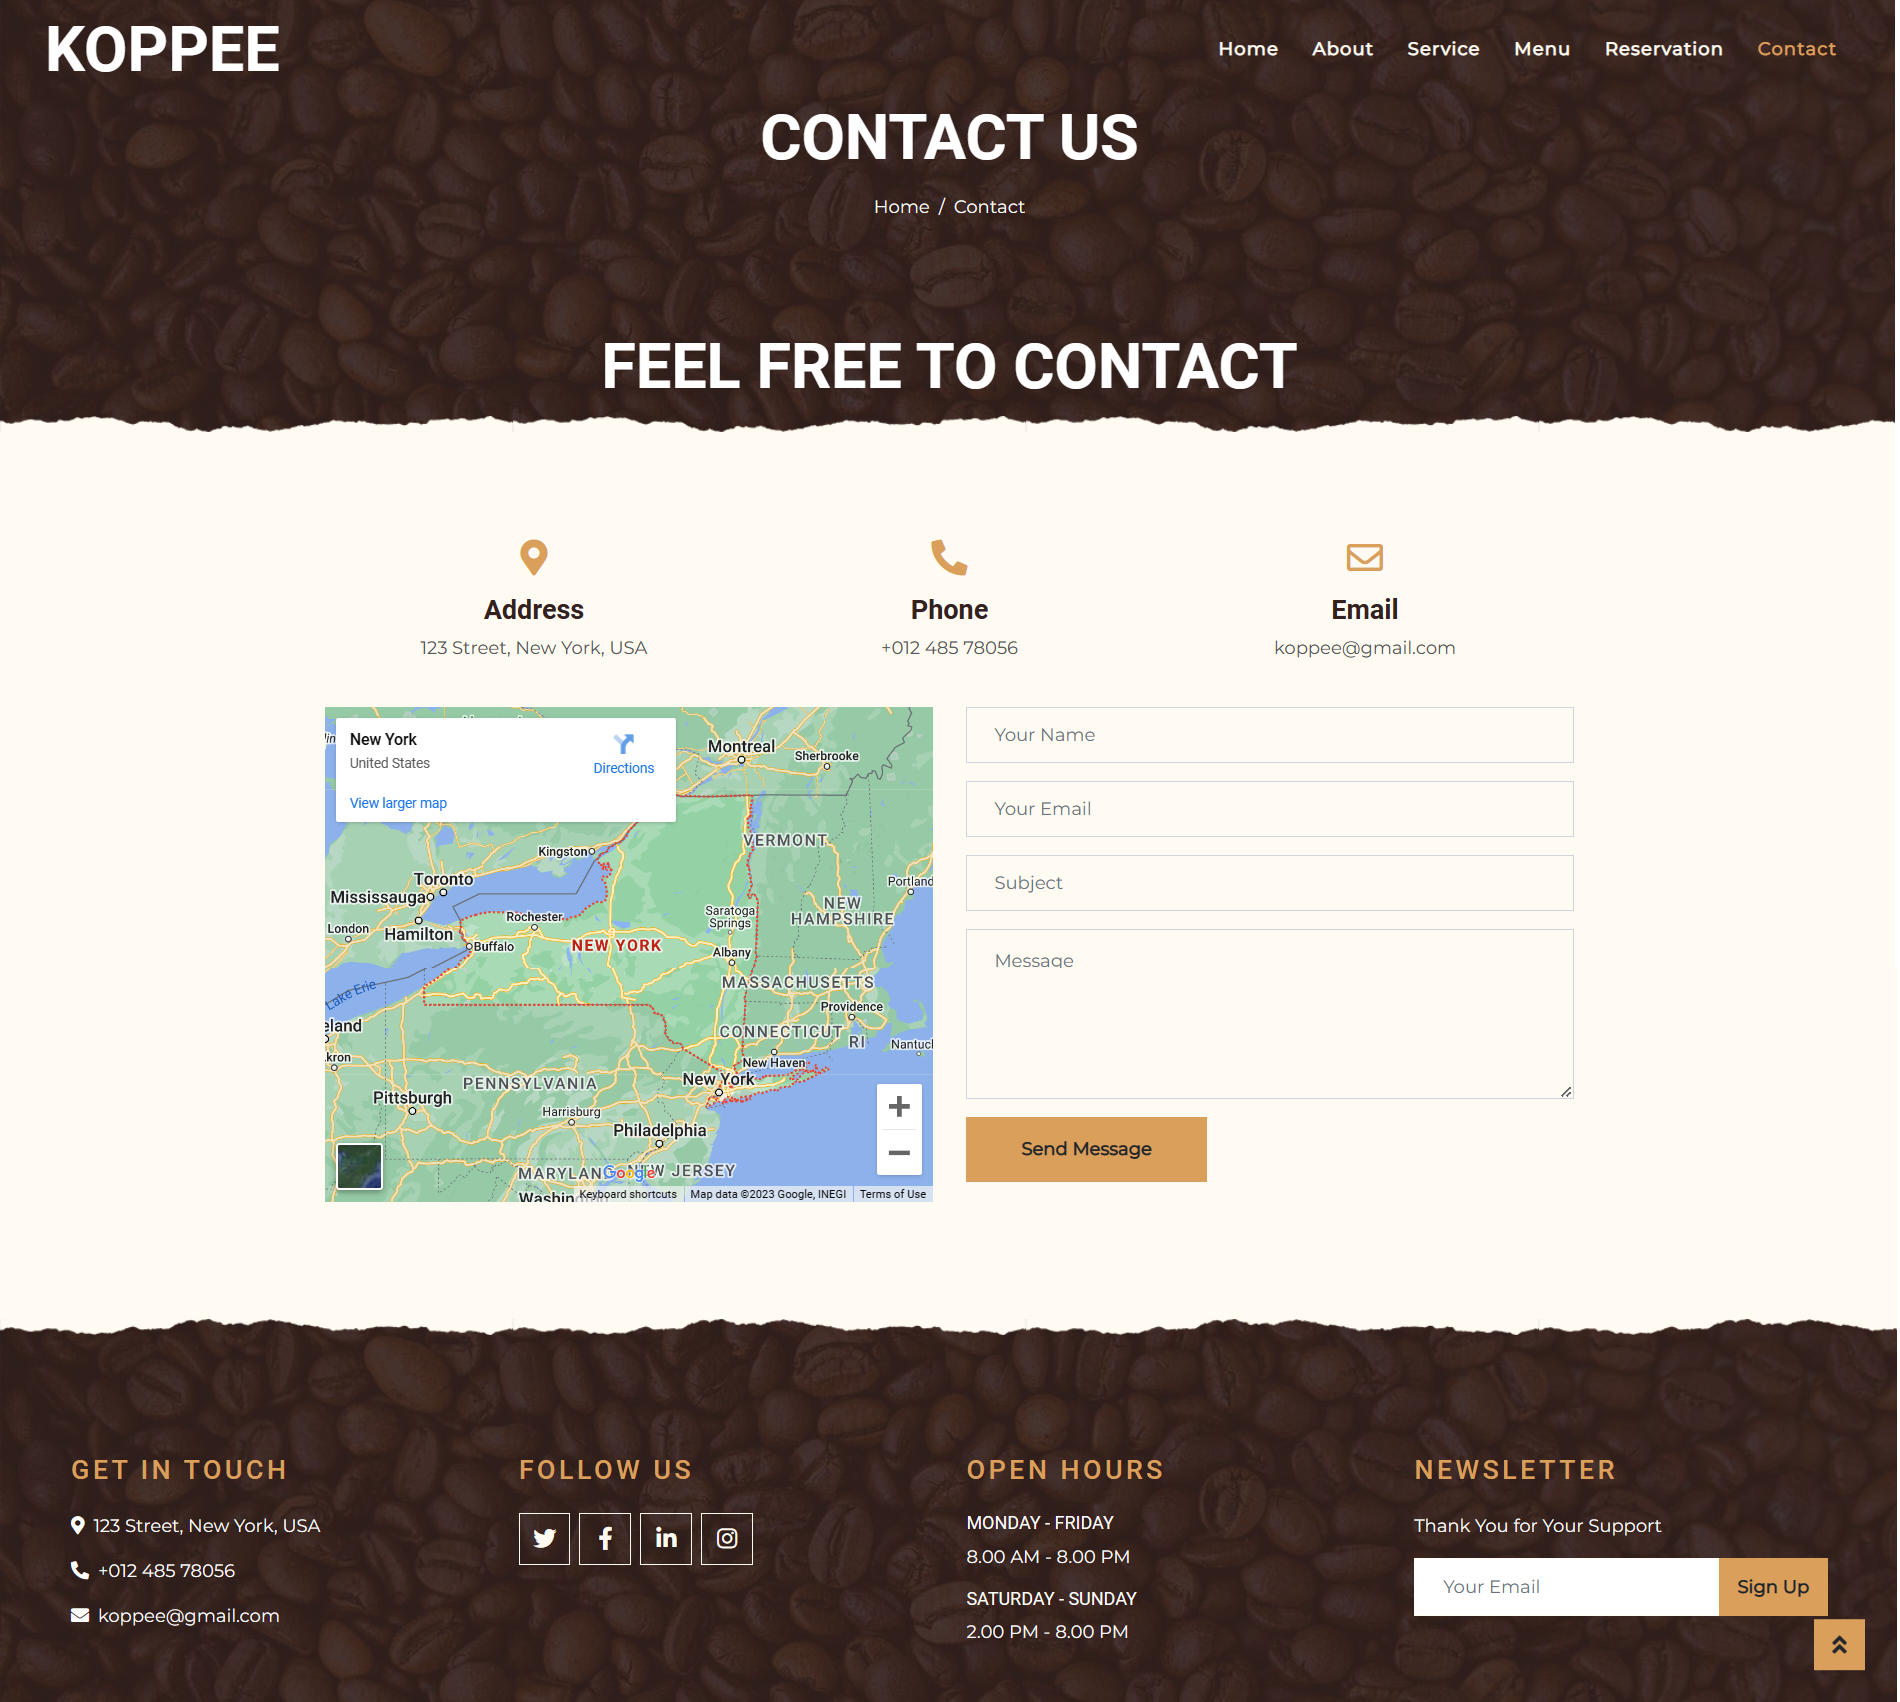 KOPPEE
Home About Service Menu Reservation Contact
CONTACT US
Home / Contact
FEEL FREE TO CONTACT
Address
123 Street, New York, USA
Phone
+012 485 78056
Email
koppee@gmail.com
New York
United States
Directions
View larger map
Montreal
Sherbrooke
VERMONT
Kingston
Toronto
Mississauga
Portland
Rochester
NEW
HAMPSHIRE
Saratoga
Springs
London
Hamilton
Buffalo
NEW YORK
Albany
MASSACHUSETTS
Lake Erie
Providence
eland
CONNECTICUT
RI
Nantuc
kron
New Haven
New York
PENNSYLVANIA
Pittsburgh
Harrisburg
Philadelphia
MARYLAN
Google
NEW JERSEY
Washin
Keyboard shortcuts
Map data ©2023 Google, INEGI
Terms of Use
Your Name
Your Email
Subject
Message
Send Message
GET IN TOUCH
123 Street, New York, USA
+012 485 78056
koppee@gmail.com
FOLLOW US
OPEN HOURS
MONDAY - FRIDAY
8.00 AM - 8.00 PM
SATURDAY - SUNDAY
2.00 PM - 8.00 PM
NEWSLETTER
Thank You for Your Support
Your Email
Sign Up